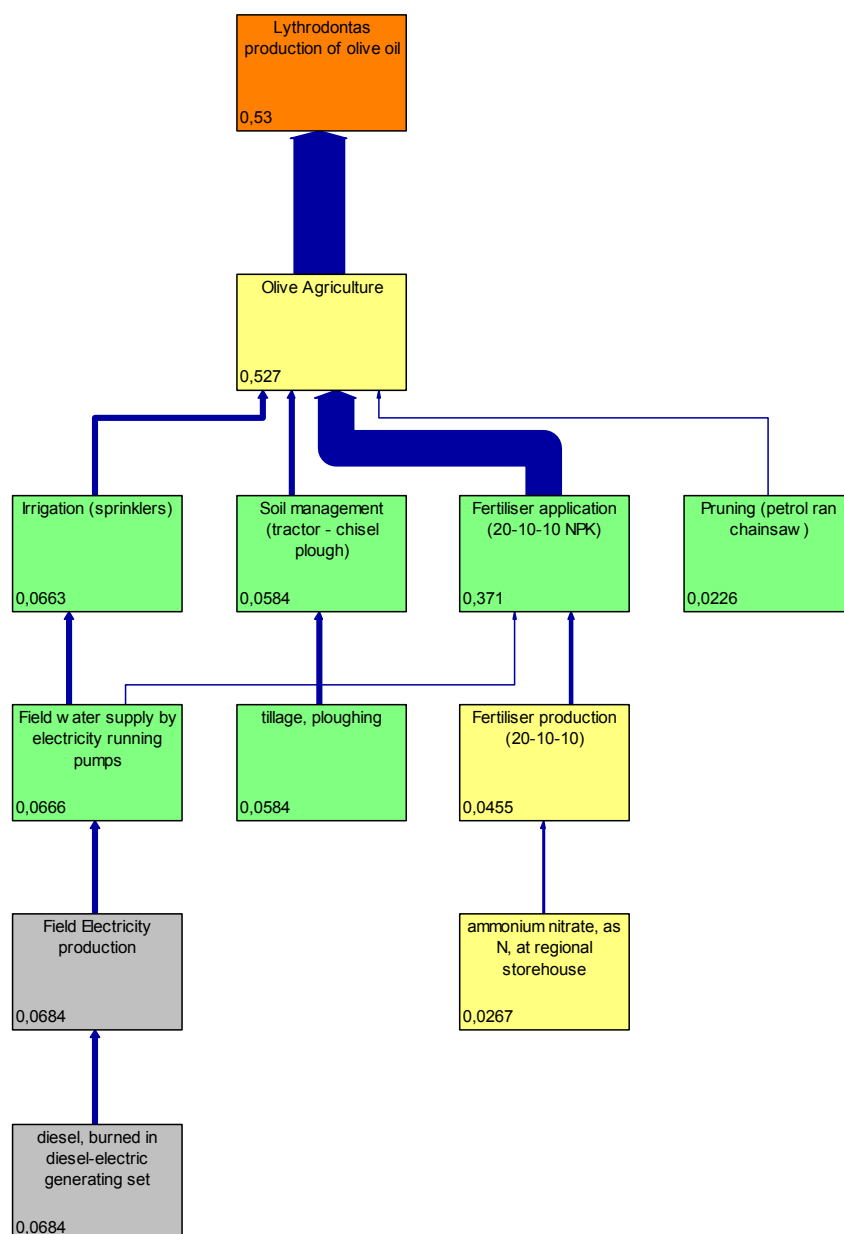 Lythrodontas
production of olive oil
0,53
Olive Agriculture
0,527
Irrigation (sprinklers)
0,0663
Soil management
(tractor - chisel
plough)
0,0584
Fertiliser application
(20-10-10 NPK)
0,371
Pruning (petrol ran
chainsaw)
0,0226
Field water supply by
electricity running
pumps
0,0666
tillage, ploughing
0,0584
Fertiliser production
(20-10-10)
0,0455
Field Electricity
production
0,0684
ammonium nitrate, as
N, at regional
storehouse
0,0267
diesel, burned in
diesel-electric
generating set
0,0684